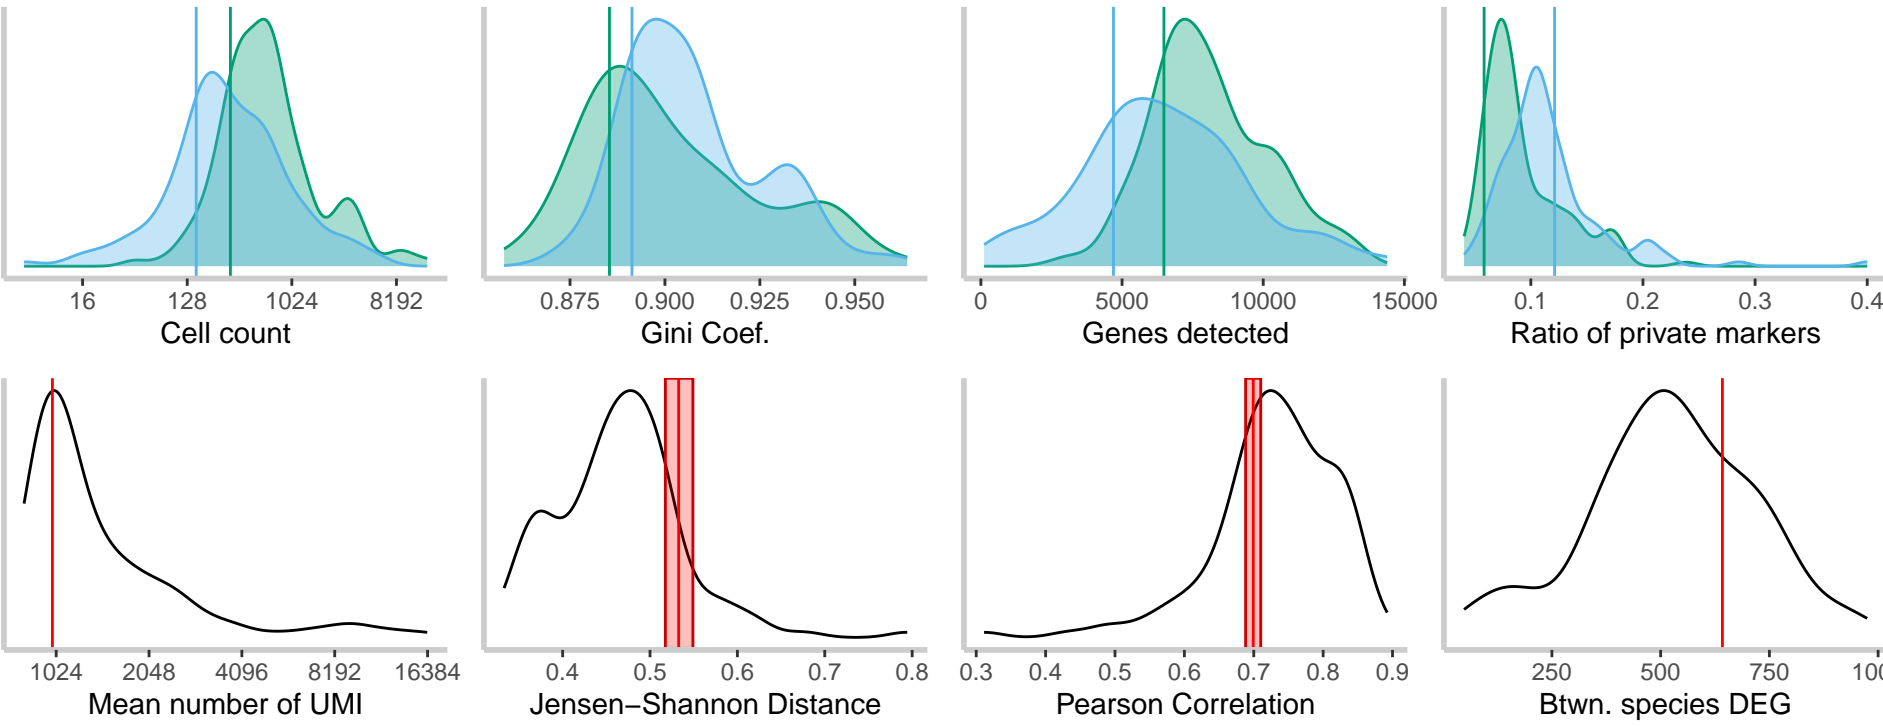 16 128 1024 8192
Cell count
0.875 0.900 0.925 0.950
Gini Coef.
0 5000 10000 15000
Genes detected
0.1 0.2 0.3 0.4
Ratio of private markers
1024 2048 4096 8192 16384
Mean number of UMI
0.4 0.5 0.6 0.7 0.8
Jensen−Shannon Distance
0.3 0.4 0.5 0.6 0.7 0.8 0.9
Pearson Correlation
250 500 750 100
Btwn. species DEG